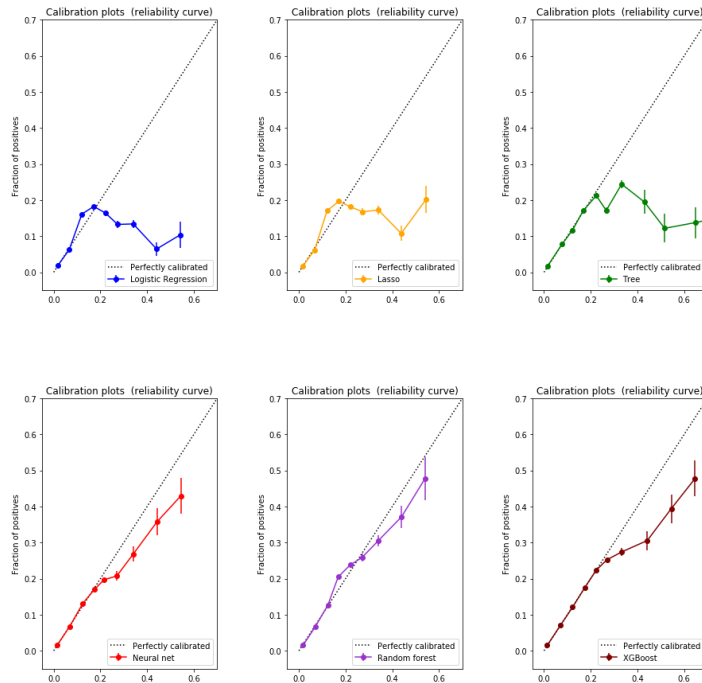 Calibration plots (reliability curve)
Fraction of positives
0.7
0.6
0.5
0.4
0.3
0.2
0.1
0.0
Perfectly calibrated
Logistic Regression
0.0 0.2 0.4 0.6
Calibration plots (reliability curve)
Fraction of positives
0.7
0.6
0.5
0.4
0.3
0.2
0.1
0.0
Perfectly calibrated
Lasso
0.0 0.2 0.4 0.6
Calibration plots (reliability curve)
Fraction of positives
0.7
0.6
0.5
0.4
0.3
0.2
0.1
0.0
Perfectly calibrated
Tree
0.0 0.2 0.4 0.6
Calibration plots (reliability curve)
Fraction of positives
0.7
0.6
0.5
0.4
0.3
0.2
0.1
0.0
Perfectly calibrated
Neural net
0.0 0.2 0.4 0.6
Calibration plots (reliability curve)
Fraction of positives
0.7
0.6
0.5
0.4
0.3
0.2
0.1
0.0
Perfectly calibrated
Random forest
0.0 0.2 0.4 0.6
Calibration plots (reliability curve)
Fraction of positives
0.7
0.6
0.5
0.4
0.3
0.2
0.1
0.0
Perfectly calibrated
XGBoost
0.0 0.2 0.4 0.6